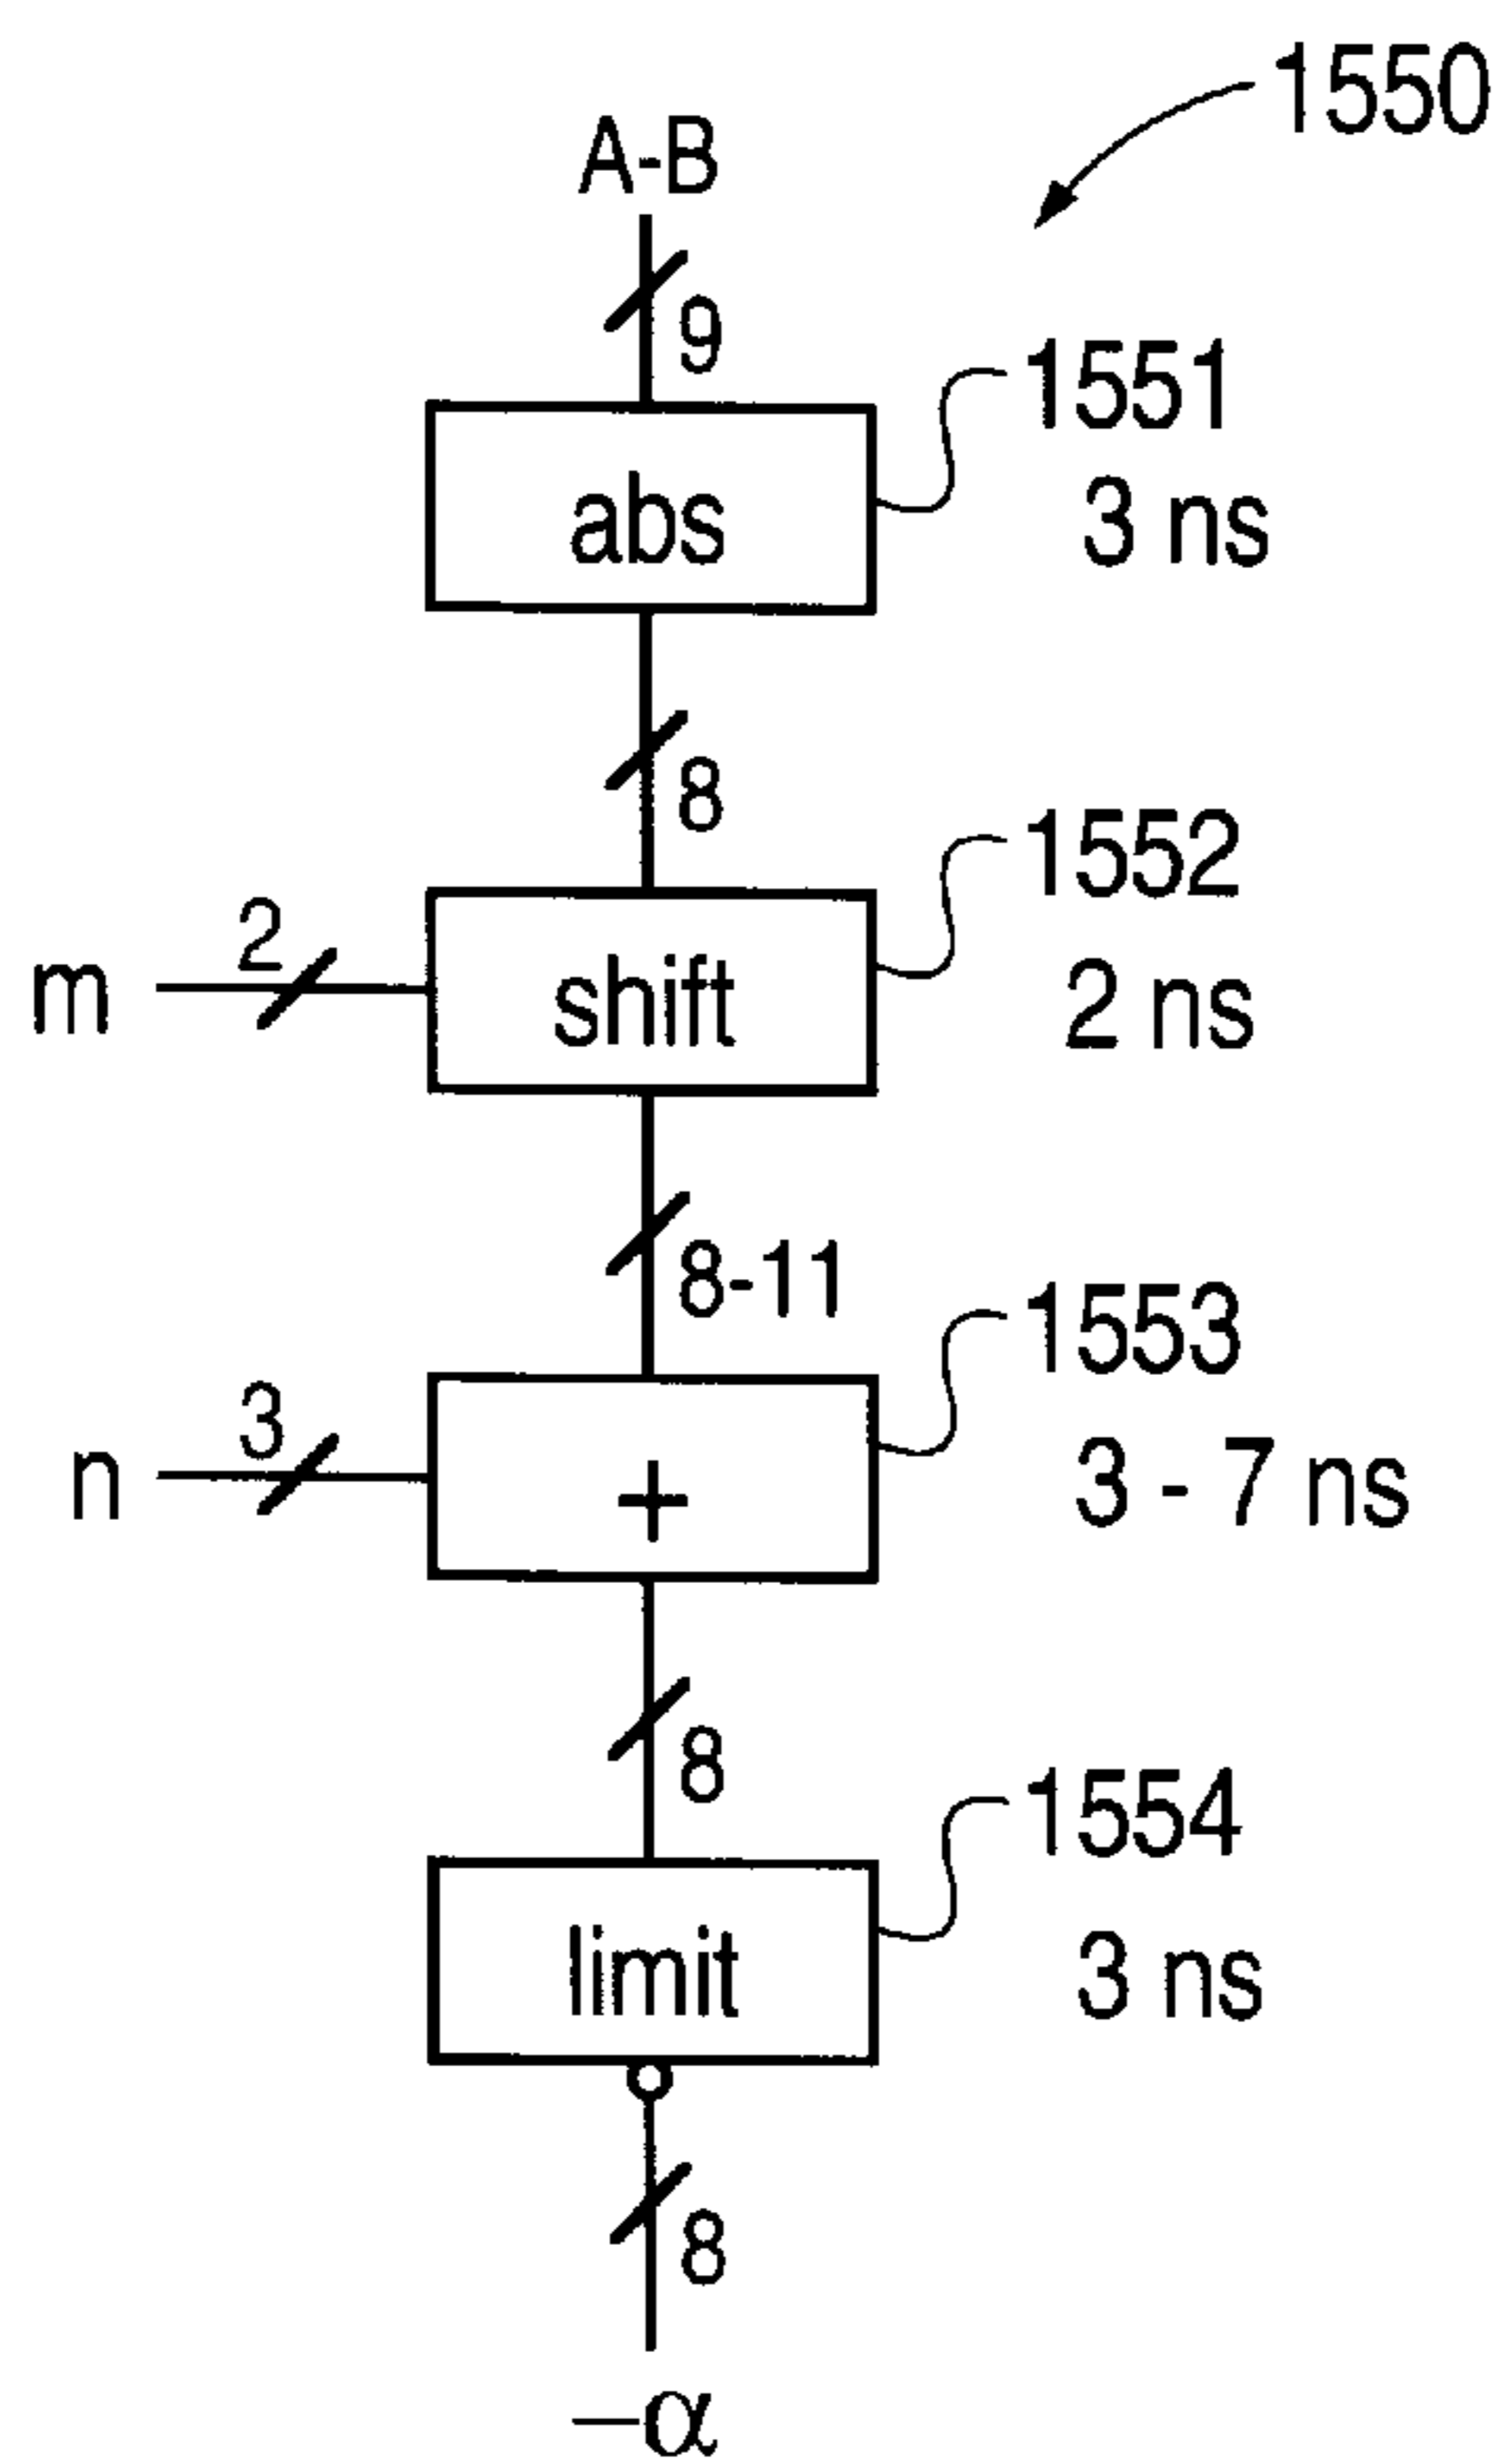 1550
A-B
9
1551
abs
3 ns
8
1552
2
m
shift
2 ns
8-11
1553
3
n
+
3 - 7 ns
8
1554
limit
3 ns
8
−α